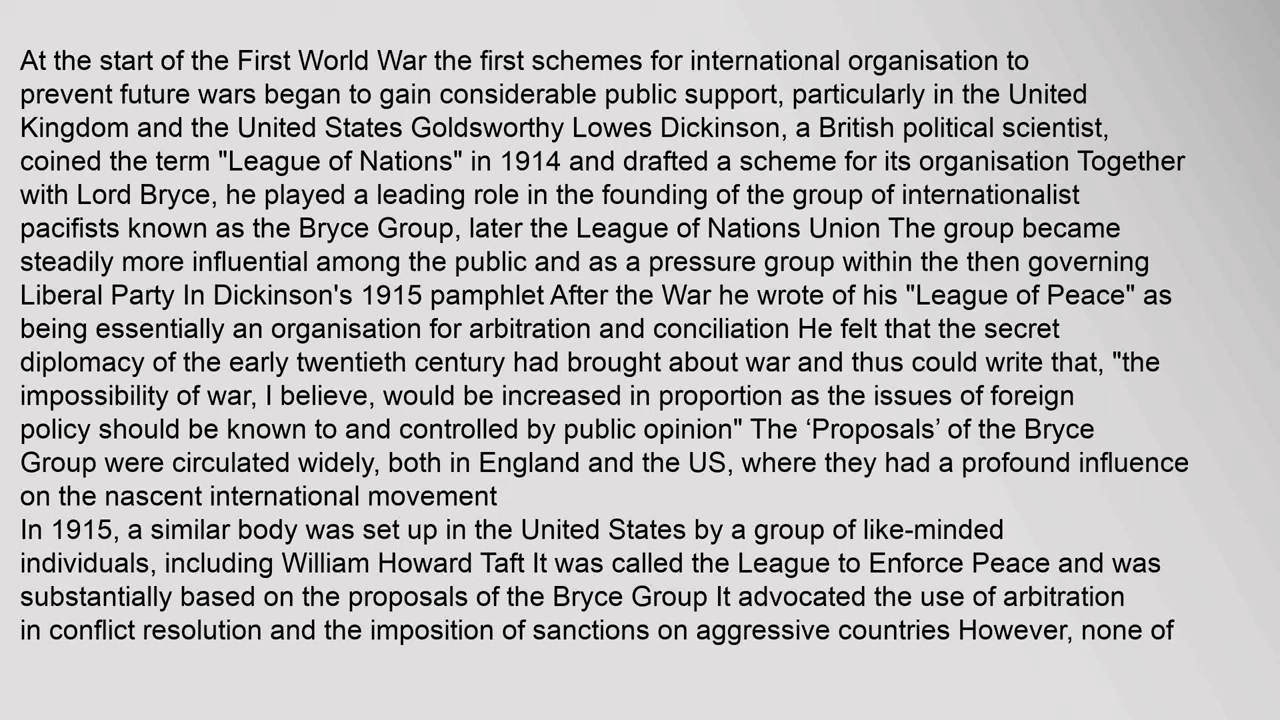 At the start of the First World War the first schemes for international organisation to
prevent future wars began to gain considerable public support, particularly in the United
Kingdom and the United States Goldsworthy Lowes Dickinson, a British political scientist,
coined the term "League of Nations" in 1914 and drafted a scheme for its organisation Together
with Lord Bryce, he played a leading role in the founding of the group of internationalist
pacifists known as the Bryce Group, later the League of Nations Union The group became
steadily more influential among the public and as a pressure group within the then governing
Liberal Party In Dickinson's 1915 pamphlet After the War he wrote of his "League of Peace" as
being essentially an organisation for arbitration and conciliation He felt that the secret
diplomacy of the early twentieth century had brought about war and thus could write that, "the
impossibility of war, I believe, would be increased in proportion as the issues of foreign
policy should be known to and controlled by public opinion" The ‘Proposals’ of the Bryce
Group were circulated widely, both in England and the US, where they had a profound influence
on the nascent international movement
In 1915, a similar body was set up in the United States by a group of like-minded
individuals, including William Howard Taft It was called the League to Enforce Peace and was
substantially based on the proposals of the Bryce Group It advocated the use of arbitration
in conflict resolution and the imposition of sanctions on aggressive countries However, none of